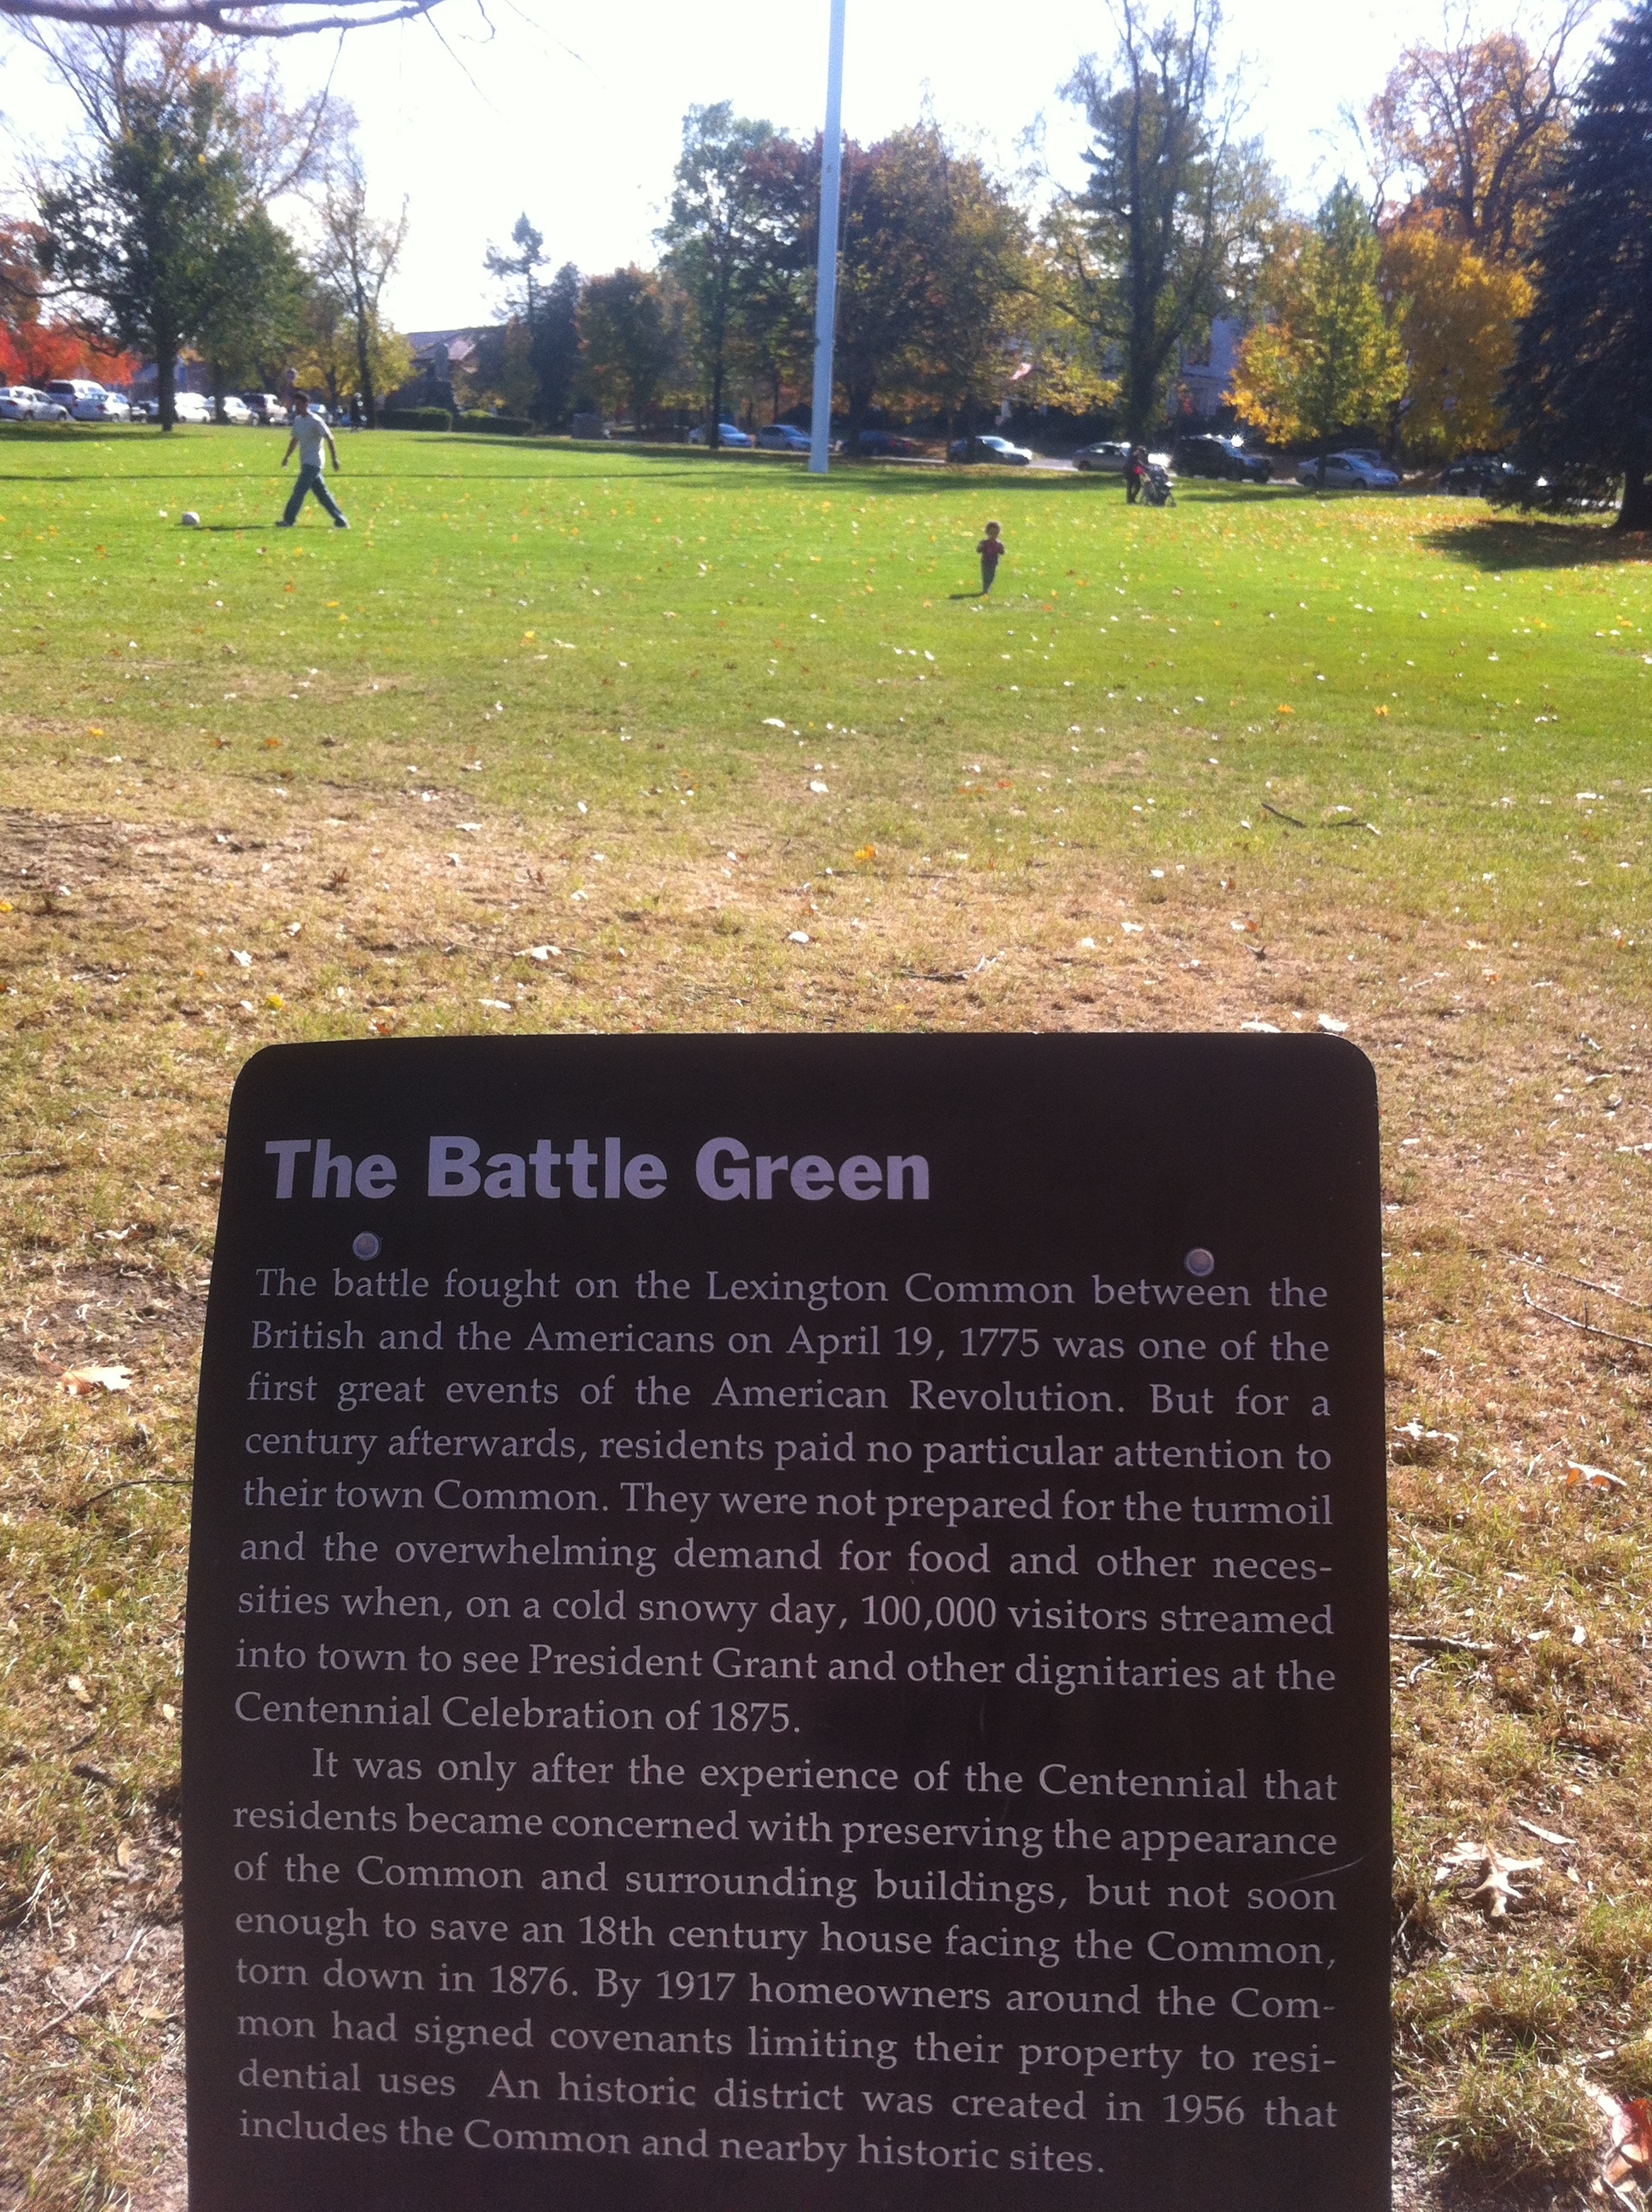 The Battle Green
The battle fought on the Lexington Common between the
British and the Americans on April 19, 1775 was one of the
first great events of the American Revolution. But for a
century afterwards, residents paid no particular attention to
their town Common. They were not prepared for the turmoil
and the overwhelming demand for food and other neces-
sities when, on a cold snowy day, 100,000 visitors streamed
into town to see President Grant and other dignitaries at the
Centennial Celebration of 1875.
It was only after the experience of the Centennial that
residents became concerned with preserving the appearance
of the Common and surrounding buildings, but not soon
enough to save an 18th century house facing the Common,
torn down in 1876. By 1917 homeowners around the Com-
mon had signed covenants limiting their property to resi-
dential uses An historic district was created in 1956 that
includes the Common and nearby historic sites.